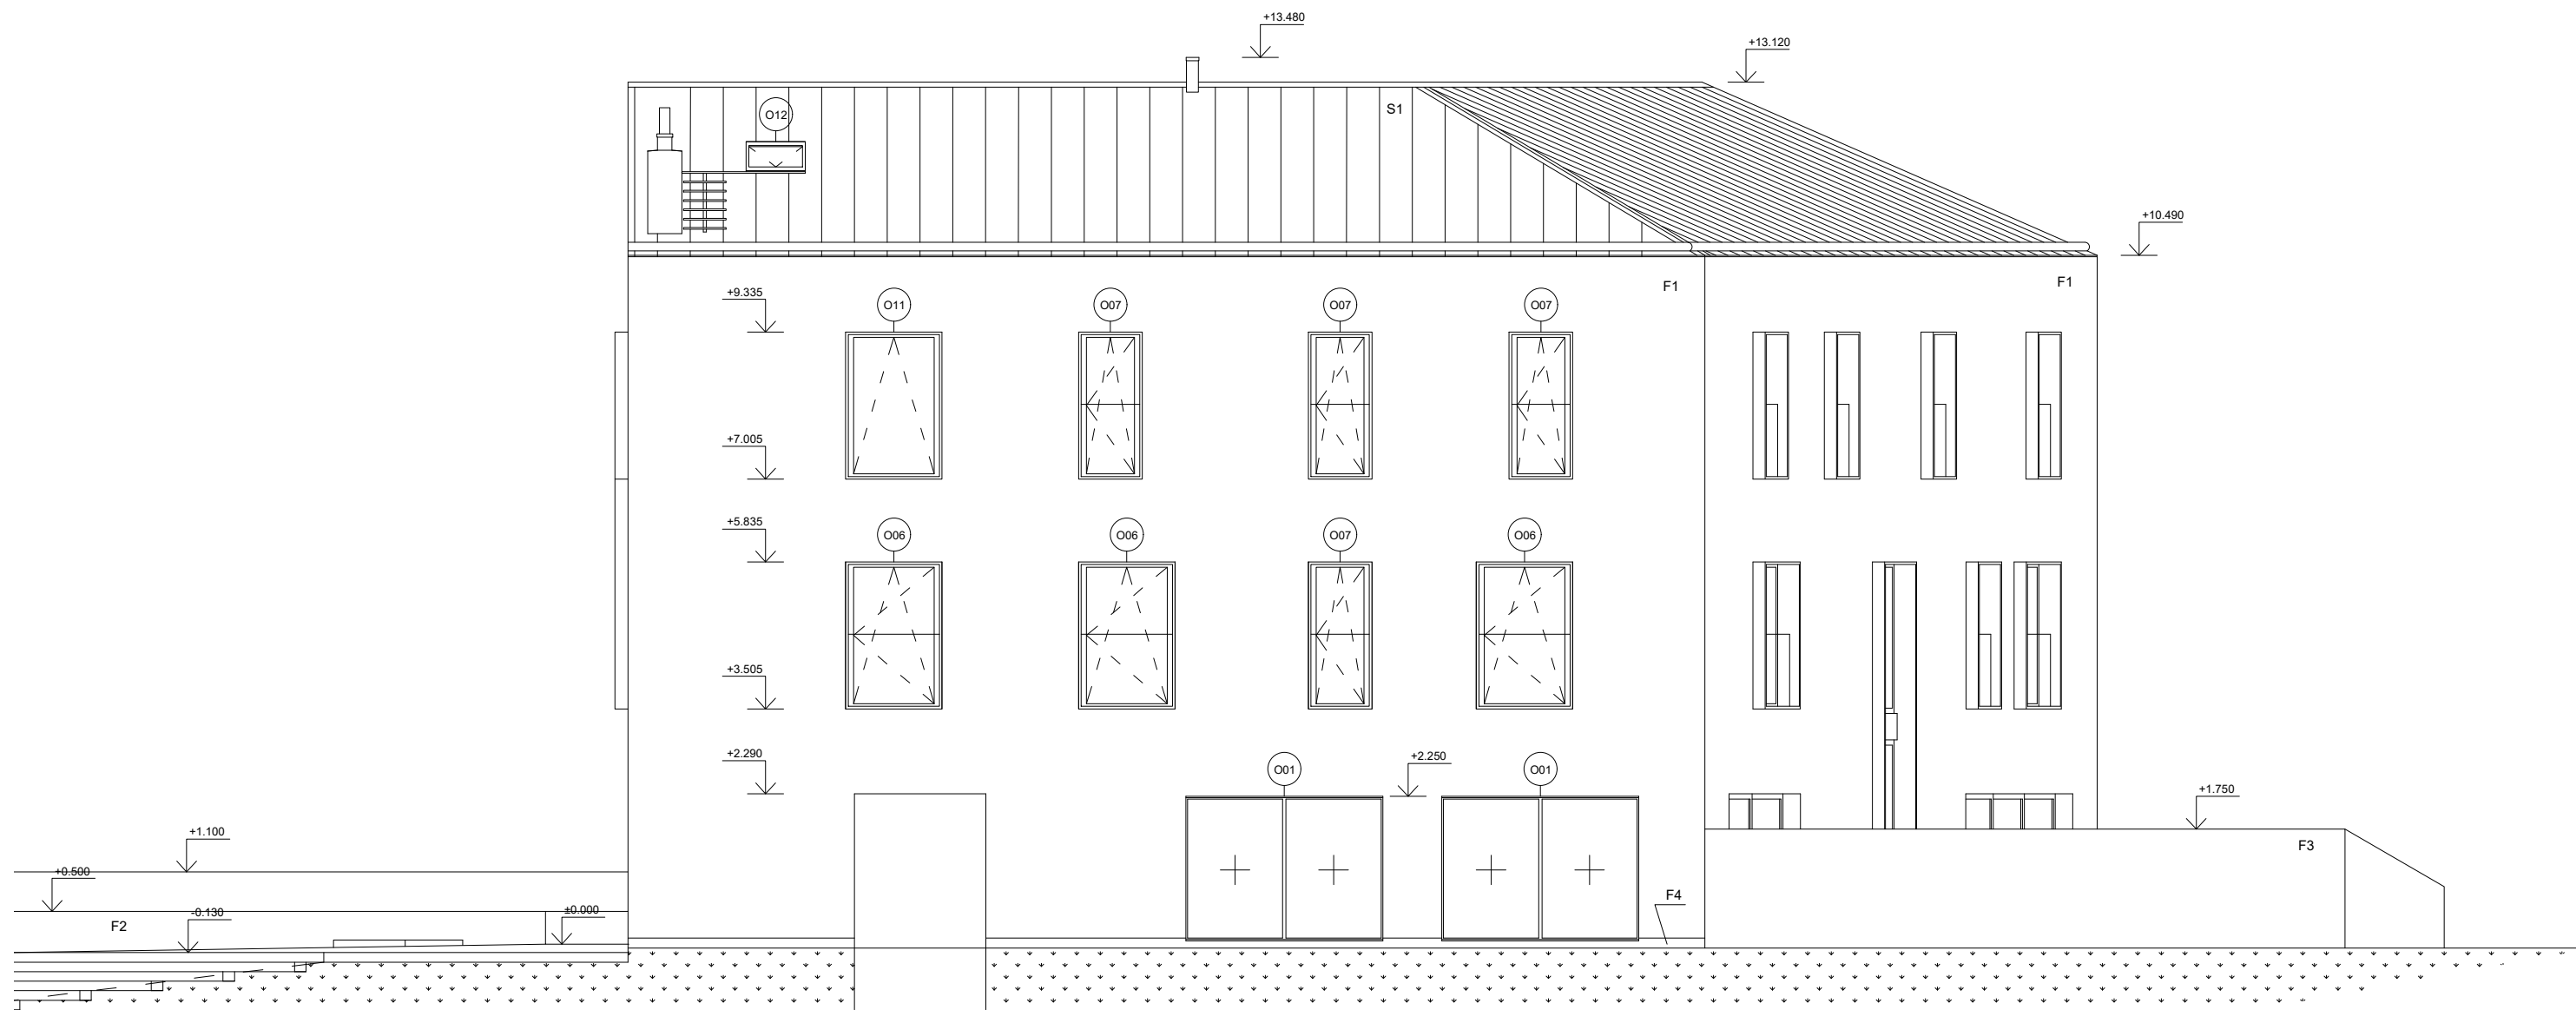 +13.480
+13.120
S1
O12
+10.490
F1
F1
+9.335
O11
O07
O07
O07
+7.005
+5.835
O06
O06
O07
O06
+3.505
+2.290
+2.250
O01
O01
+1.750
+1.100
F3
+0.500
F4
-0.130
±0.000
F2